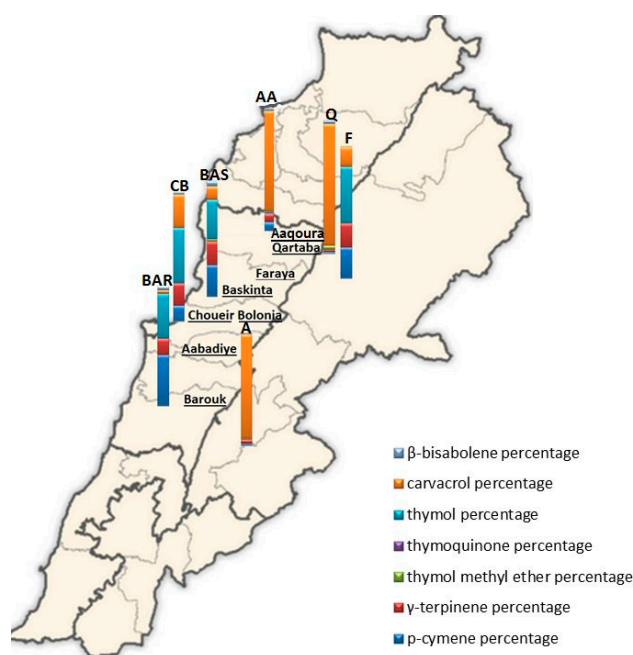 AA
Q
F
BAS
CB
Aaqoura
Qartaba
Faraya
BAR
Baskinta
Choueir Bolonia
A
Aabadiye
Barouk
β-bisabolene percentage
carvacrol percentage
thymol percentage
thymoquinone percentage
thymol methyl ether percentage
γ-terpinene percentage
p-cymene percentage